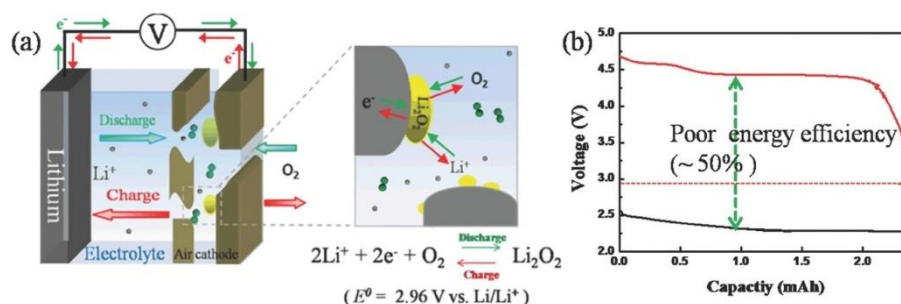 (a)
e⁻
V
e⁻
Discharge
Li⁺
Charge
Lithium
O₂
Electrolyte
Air cathode
O₂
e⁻
Li₂O₂
Li⁺
2Li⁺ + 2e⁻ + O₂ Discharge Charge Li₂O₂
( E⁰ = 2.96 V vs. Li/Li⁺ )
(b)
5.0
4.5
4.0
3.5
3.0
2.5
2.0
Voltage (V)
Poor energy efficiency
(~50%)
0.0 0.5 1.0 1.5 2.0
Capactiy (mAh)